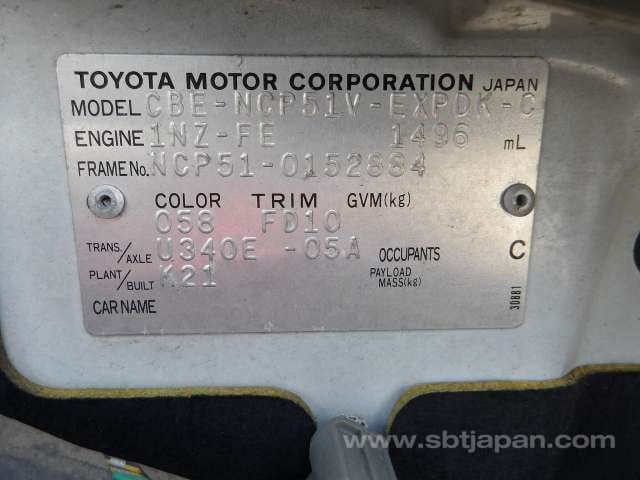 TOYOTA MOTOR CORPORATION JAPAN
MODEL CBE-NCP51V-EXPDK-C
ENGINE 1NZ-FE 1496 mL
FRAME No. NCP51-0152884
COLOR TRIM GVM(kg)
058 FD10
TRANS./AXLE U340E -05A OCCUPANTS C
PLANT/BUILT K21 PAYLOAD MASS(kg)
CAR NAME
30BB1
www.sbtjapan.com